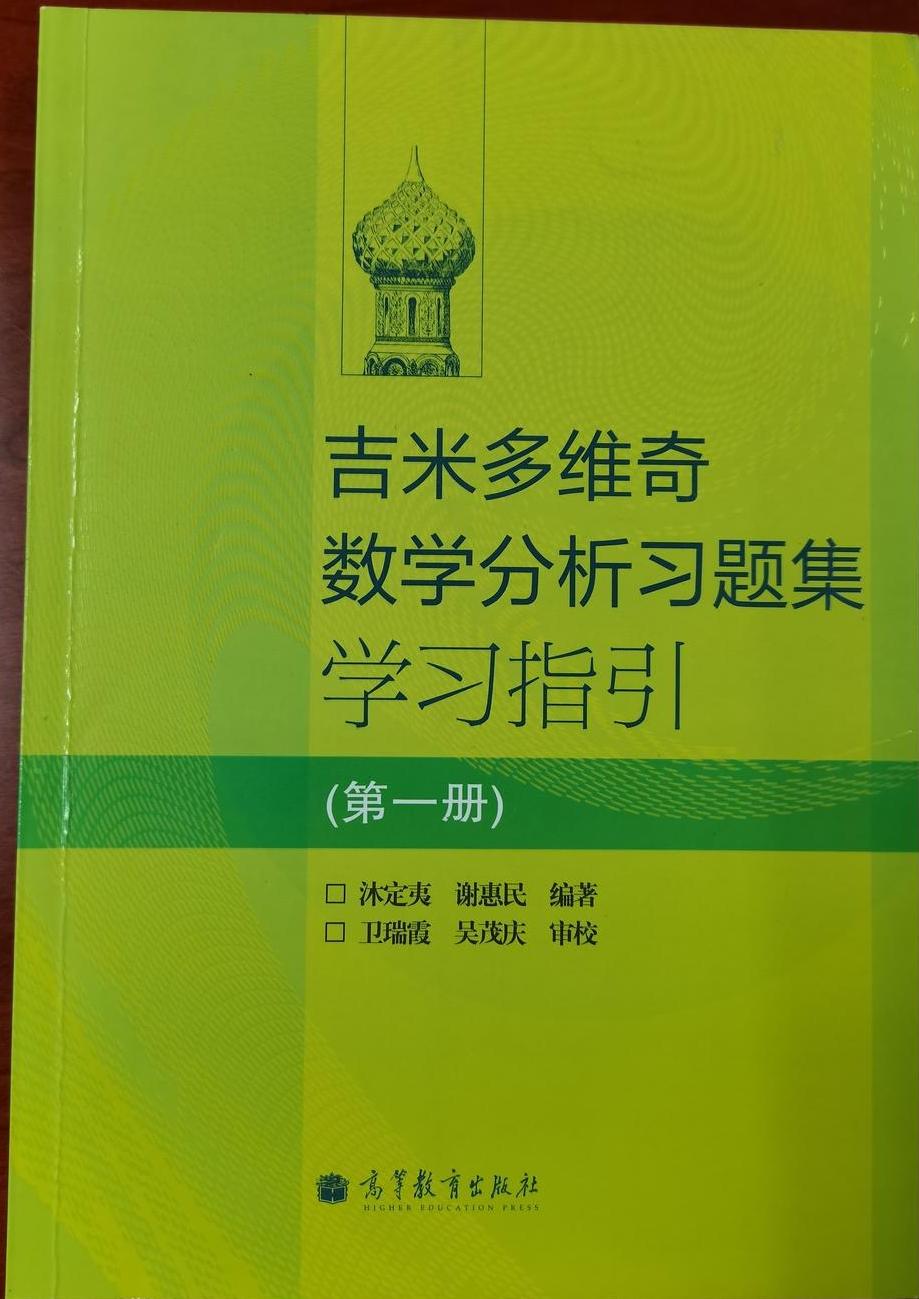 吉米多维奇
数学分析习题集
学习指引
(第一册)
□ 沐定夷 谢惠民 编著
□ 卫瑞霞 吴茂庆 审校
高等教育出版社
HIGHER EDUCATION PRESS